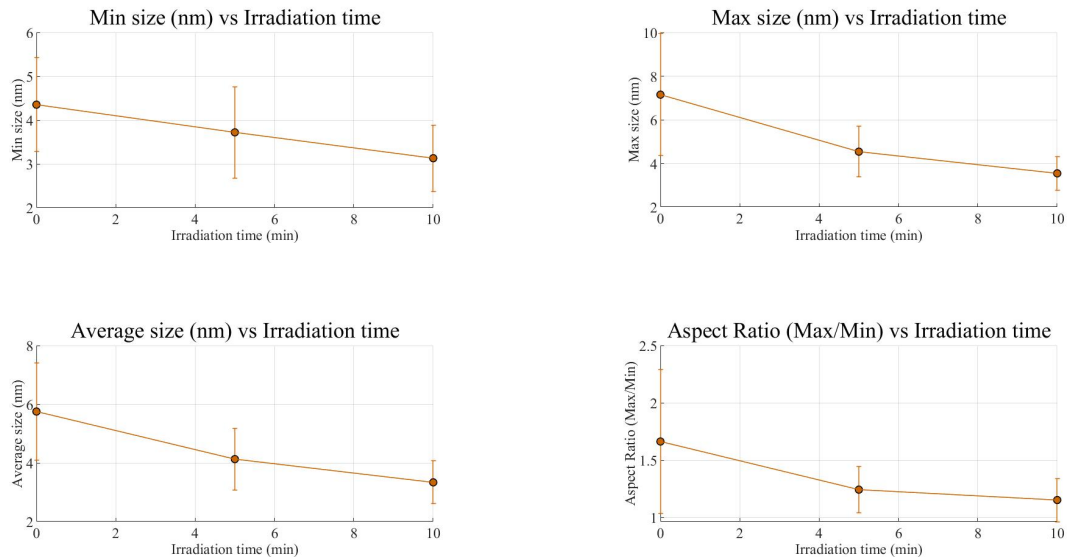 Min size (nm) vs Irradiation time
6
5
4
3
2
Min size (nm)
0 2 4 6 8 10
Irradiation time (min)
Max size (nm) vs Irradiation time
10
8
6
4
2
Max size (nm)
0 2 4 6 8 10
Irradiation time (min)
Average size (nm) vs Irradiation time
8
6
4
2
Average size (nm)
0 2 4 6 8 10
Irradiation time (min)
Aspect Ratio (Max/Min) vs Irradiation time
2.5
2
1.5
1
Aspect Ratio (Max/Min)
0 2 4 6 8 10
Irradiation time (min)